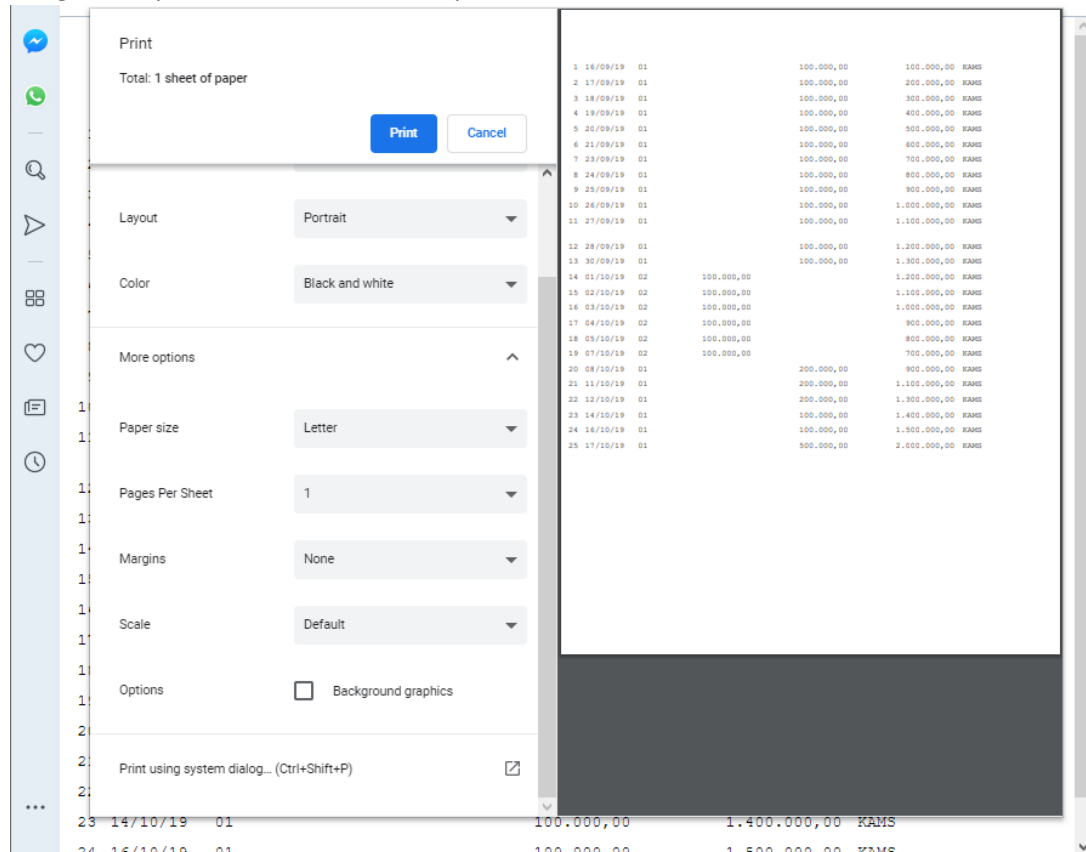 Print
Total: 1 sheet of paper
Print Cancel
Layout Portrait
Color Black and white
More options
Paper size Letter
Pages Per Sheet 1
Margins None
Scale Default
Options Background graphics
Print using system dialog... (Ctrl+Shift+P)
1 16/09/19 01 100.000,00 100.000,00 KAMS
2 17/09/19 01 100.000,00 200.000,00 KAMS
3 18/09/19 01 100.000,00 300.000,00 KAMS
4 19/09/19 01 100.000,00 400.000,00 KAMS
5 20/09/19 01 100.000,00 500.000,00 KAMS
6 21/09/19 01 100.000,00 600.000,00 KAMS
7 23/09/19 01 100.000,00 700.000,00 KAMS
8 24/09/19 01 100.000,00 800.000,00 KAMS
9 25/09/19 01 100.000,00 900.000,00 KAMS
10 26/09/19 01 100.000,00 1.000.000,00 KAMS
11 27/09/19 01 100.000,00 1.100.000,00 KAMS
12 28/09/19 01 100.000,00 1.200.000,00 KAMS
13 30/09/19 01 100.000,00 1.300.000,00 KAMS
14 01/10/19 02 100.000,00 1.200.000,00 KAMS
15 02/10/19 02 100.000,00 1.100.000,00 KAMS
16 03/10/19 02 100.000,00 1.000.000,00 KAMS
17 04/10/19 02 100.000,00 900.000,00 KAMS
18 05/10/19 02 100.000,00 800.000,00 KAMS
19 07/10/19 02 100.000,00 700.000,00 KAMS
20 08/10/19 01 200.000,00 900.000,00 KAMS
21 11/10/19 01 200.000,00 1.100.000,00 KAMS
22 12/10/19 01 200.000,00 1.300.000,00 KAMS
23 14/10/19 01 100.000,00 1.400.000,00 KAMS
24 16/10/19 01 100.000,00 1.500.000,00 KAMS
25 17/10/19 01 500.000,00 2.000.000,00 KAMS
23 14/10/19 01 100.000,00 1.400.000,00 KAMS
24 16/10/19 01 100.000,00 1.500.000,00 KAMS